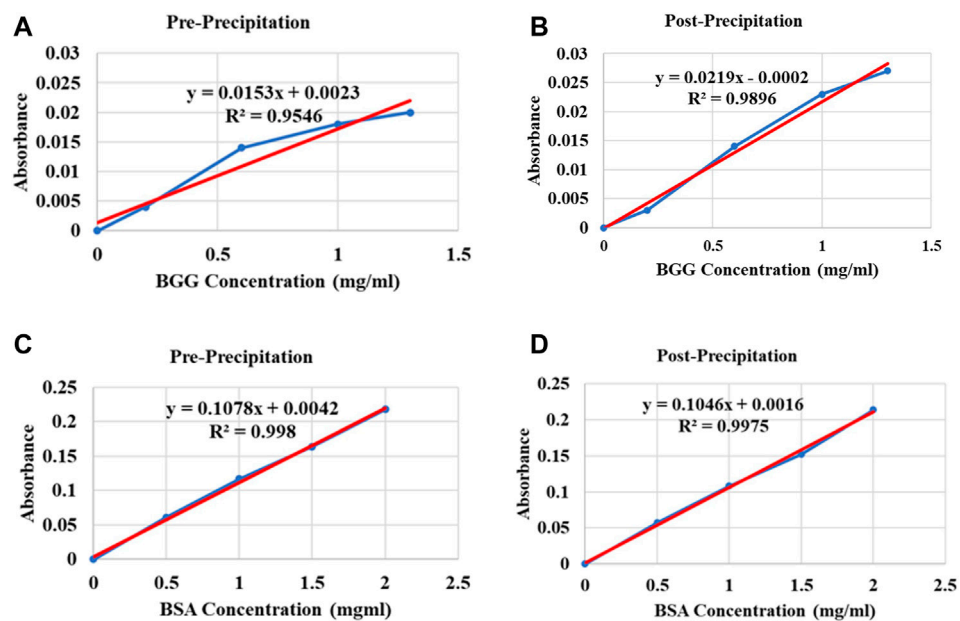 A
Pre-Precipitation
0.03
0.025
0.02
0.015
0.01
0.005
0
y = 0.0153x + 0.0023
R² = 0.9546
Absorbance
0 0.5 1 1.5
BGG Concentration (mg/ml)
B
Post-Precipitation
0.03
0.025
0.02
0.015
0.01
0.005
0
y = 0.0219x - 0.0002
R² = 0.9896
Absorbance
0 0.5 1 1.5
BGG Concentration (mg/ml)
C
Pre-Precipitation
0.25
0.2
0.15
0.1
0.05
0
y = 0.1078x + 0.0042
R² = 0.998
Absorbance
0 0.5 1 1.5 2 2.5
BSA Concentration (mgml)
D
Post-Precipitation
0.25
0.2
0.15
0.1
0.05
0
y = 0.1046x + 0.0016
R² = 0.9975
Absorbance
0 0.5 1 1.5 2 2.5
BSA Concentration (mg/ml)